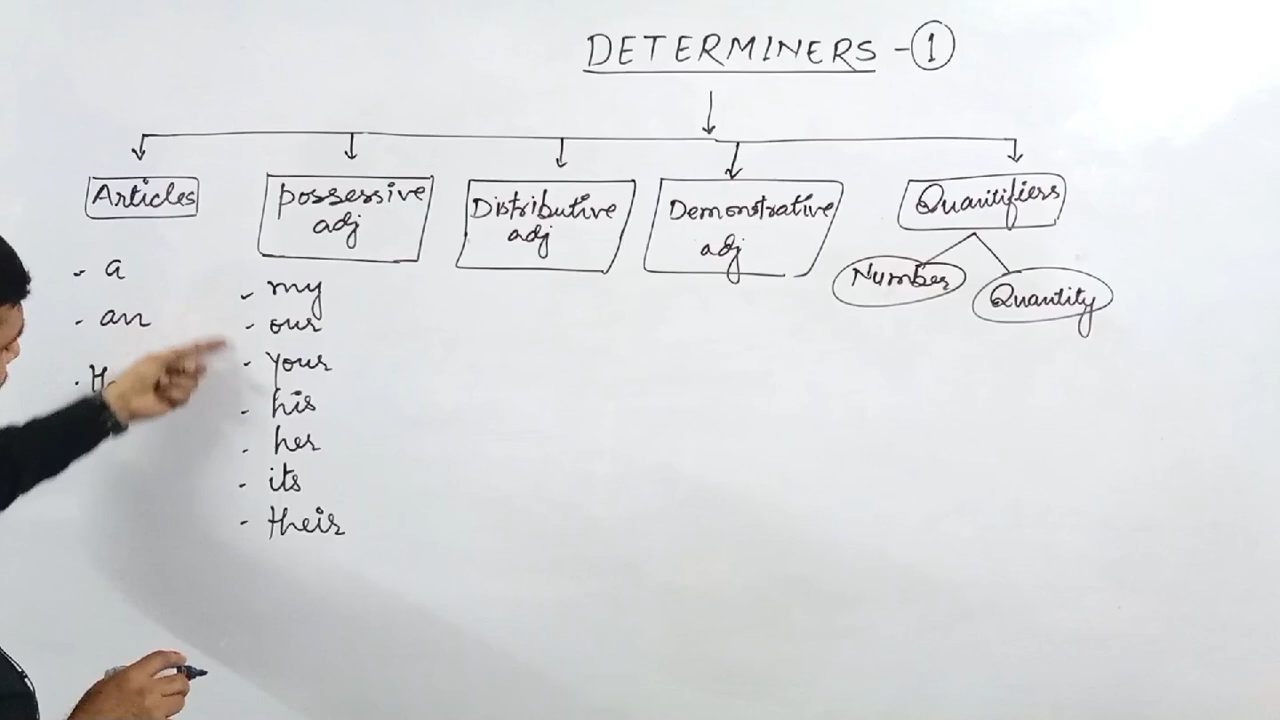 DETERMINERS - 1
Articles
- a
- an
possessive
adj
- my
- our
- your
- his
- her
- its
- their
Distributive
adj
Demonstrative
adj
Quantifiers
Number
Quantity